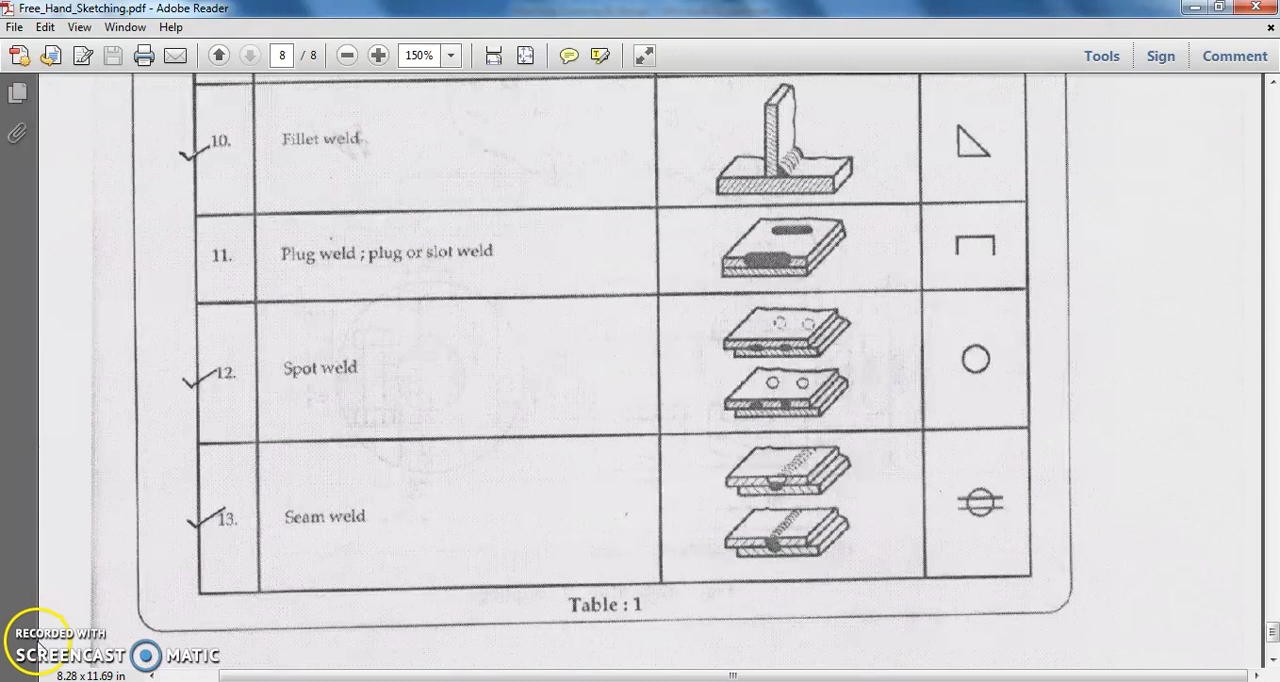 Free_Hand_Sketching.pdf - Adobe Reader
File Edit View Window Help
8 / 8 150% Tools Sign Comment
10. Fillet weld
11. Plug weld ; plug or slot weld
12. Spot weld
13. Seam weld
Table : 1
RECORDED WITH
SCREENCAST MATIC
8.28 x 11.69 in